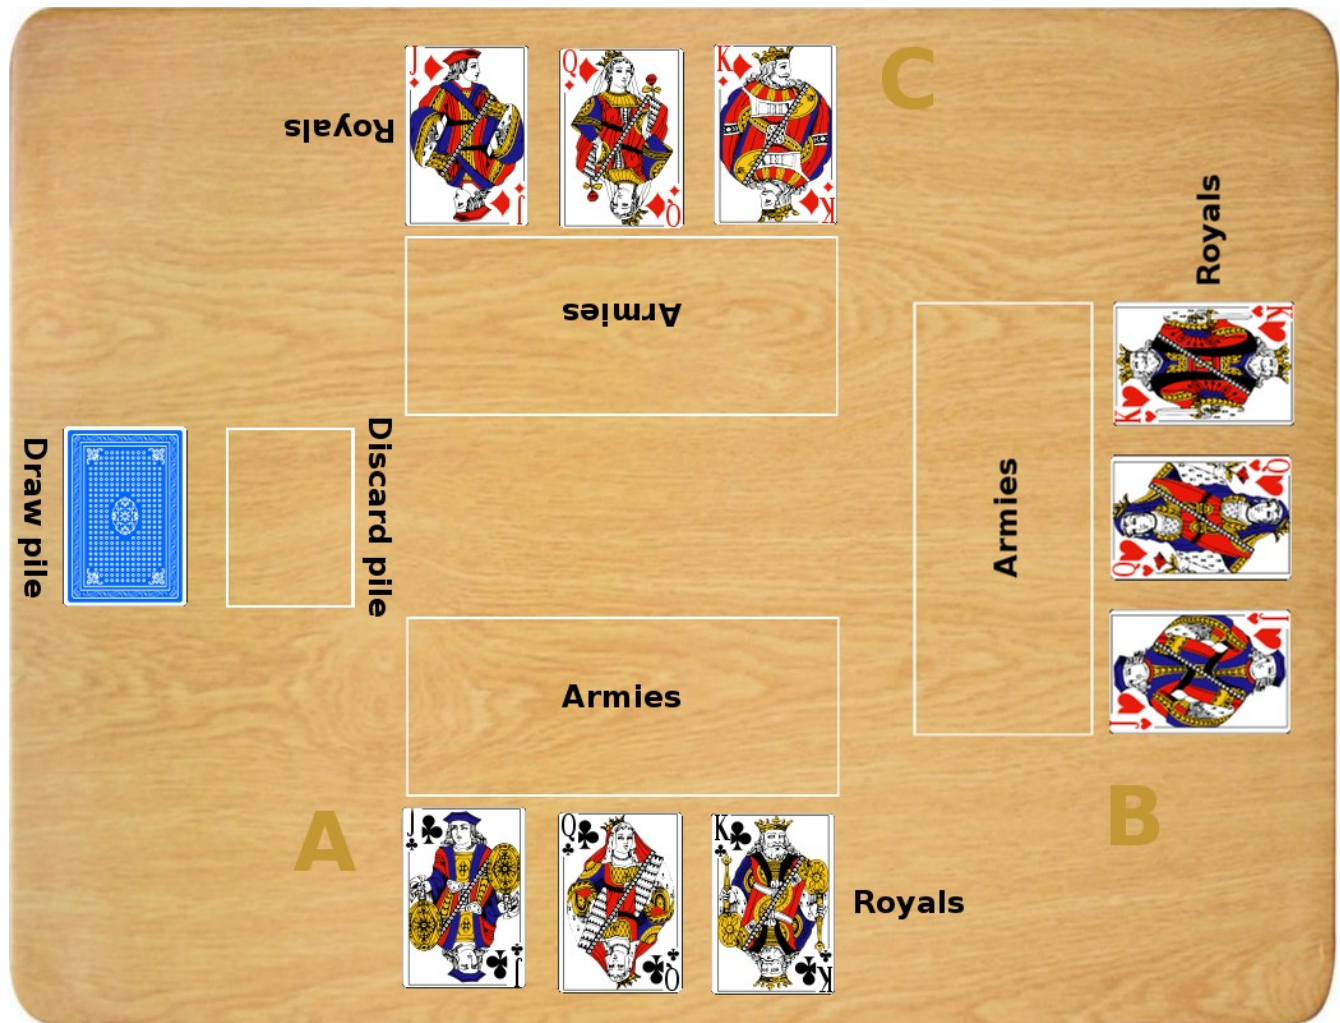 J Q K C
Royals
J Q K
Armies
Royals
K
K
Draw pile
Discard pile
Armies
Q
Q
Armies
J
J
A
B
J Q K
Royals
J Q K